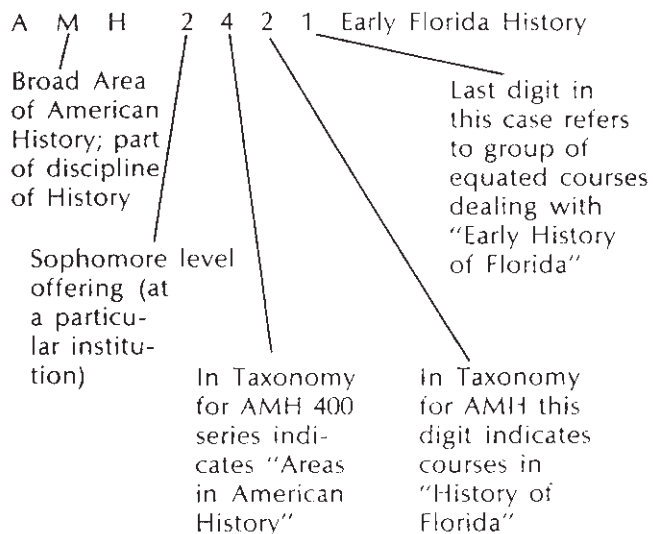 A M H 2 4 2 1 Early Florida History
Broad Area
of American
History; part
of discipline
of History
Last digit in
this case refers
to group of
equated courses
dealing with
"Early History
of Florida"
Sophomore level
offering (at
a particu-
lar institu-
tion)
In Taxonomy
for AMH 400
series indi-
cates "Areas
in American
History"
In Taxonomy
for AMH this
digit indicates
courses in
"History of
Florida"